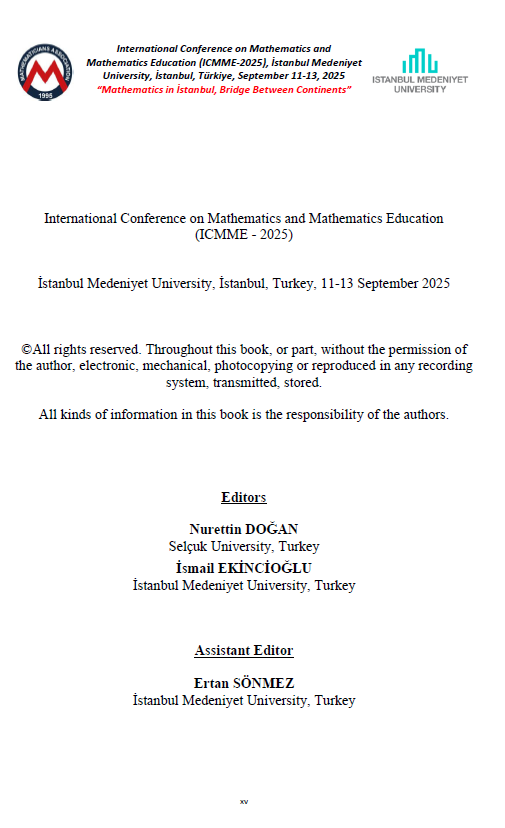 MATHEMATICIANS ASSOCIATION
1995
International Conference on Mathematics and
Mathematics Education (ICMME-2025), İstanbul Medeniyet
University, İstanbul, Türkiye, September 11-13, 2025
“Mathematics in İstanbul, Bridge Between Continents”
ISTANBUL MEDENIYET
UNIVERSITY
International Conference on Mathematics and Mathematics Education
(ICMME - 2025)
İstanbul Medeniyet University, İstanbul, Turkey, 11-13 September 2025
©All rights reserved. Throughout this book, or part, without the permission of
the author, electronic, mechanical, photocopying or reproduced in any recording
system, transmitted, stored.
All kinds of information in this book is the responsibility of the authors.
Editors
Nurettin DOĞAN
Selçuk University, Turkey
İsmail EKİNCİOĞLU
İstanbul Medeniyet University, Turkey
Assistant Editor
Ertan SÖNMEZ
İstanbul Medeniyet University, Turkey
xv